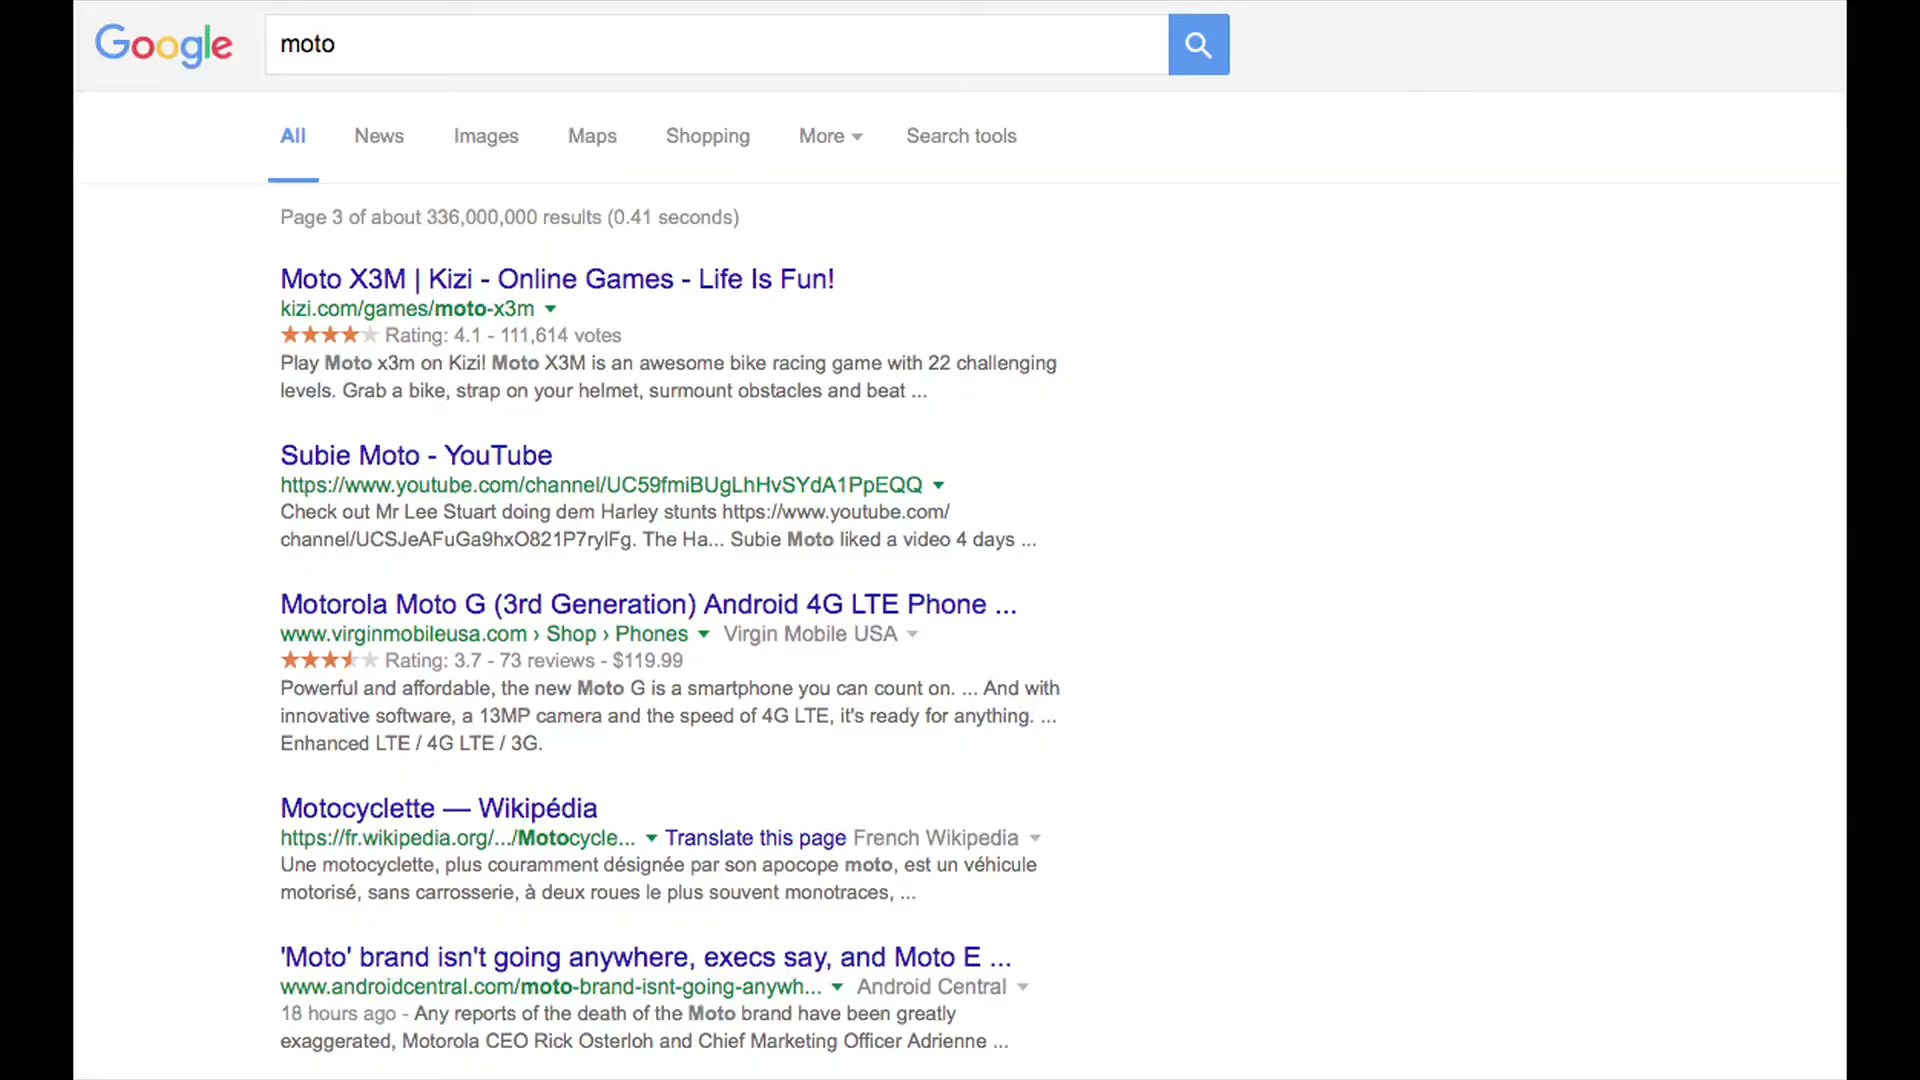 Google
moto
All News Images Maps Shopping More Search tools
Page 3 of about 336,000,000 results (0.41 seconds)
Moto X3M | Kizi - Online Games - Life Is Fun!
kizi.com/games/moto-x3m
Rating: 4.1 - 111,614 votes
Play Moto x3m on Kizi! Moto X3M is an awesome bike racing game with 22 challenging
levels. Grab a bike, strap on your helmet, surmount obstacles and beat ...
Subie Moto - YouTube
https://www.youtube.com/channel/UC59fmiBUgLhHvSYdA1PpEQQ
Check out Mr Lee Stuart doing dem Harley stunts https://www.youtube.com/
channel/UCSJeAFuGa9hxO821P7rylFg. The Ha... Subie Moto liked a video 4 days ...
Motorola Moto G (3rd Generation) Android 4G LTE Phone ...
www.virginmobileusa.com › Shop › Phones Virgin Mobile USA
Rating: 3.7 - 73 reviews - $119.99
Powerful and affordable, the new Moto G is a smartphone you can count on. ... And with
innovative software, a 13MP camera and the speed of 4G LTE, it's ready for anything. ...
Enhanced LTE / 4G LTE / 3G.
Motocyclette — Wikipédia
https://fr.wikipedia.org/.../Motocycle... Translate this page French Wikipedia
Une motocyclette, plus couramment désignée par son apocope moto, est un véhicule
motorisé, sans carrosserie, à deux roues le plus souvent monotraces, ...
'Moto' brand isn't going anywhere, execs say, and Moto E ...
www.androidcentral.com/moto-brand-isnt-going-anywh... Android Central
18 hours ago - Any reports of the death of the Moto brand have been greatly
exaggerated, Motorola CEO Rick Osterloh and Chief Marketing Officer Adrienne ...